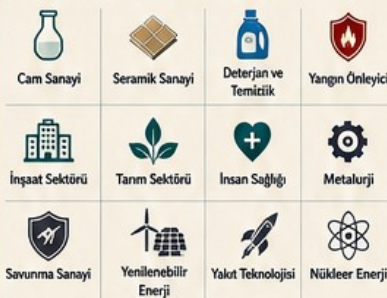 Cam Sanayi
Seramik Sanayi
Deterjan ve
Temizlik
Yangın Önleyici
İnşaat Sektörü
Tarım Sektörü
İnsan Sağlığı
Metalurji
Savunma Sanayi
Yenilenebilir
Enerji
Yakıt Teknolojisi
Nükleer Enerji